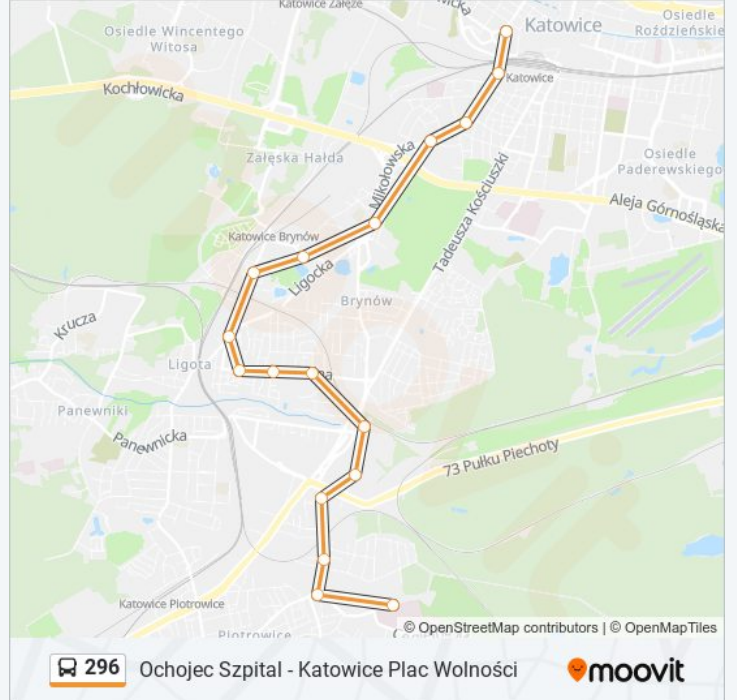 Katowice Załęże
Katowice
Osiedle
Roździeńskie
Osiedle Wincentego
Witosa
Katowice
Kochłowicka
Mikołowska
Załęska Hałda
Tadeusza Kościuszki
Osiedle
Paderewskiego
Aleja Górnośląska
Katowice Brynów
Ligocka
Brynów
Krucza
Ligota
Panewniki
Panewnicka
73 Pułku Piechoty
Katowice Piotrowice
Piotrowice
© OpenStreetMap contributors | © OpenMapTiles
296 Ochojec Szpital - Katowice Plac Wolności
moovit